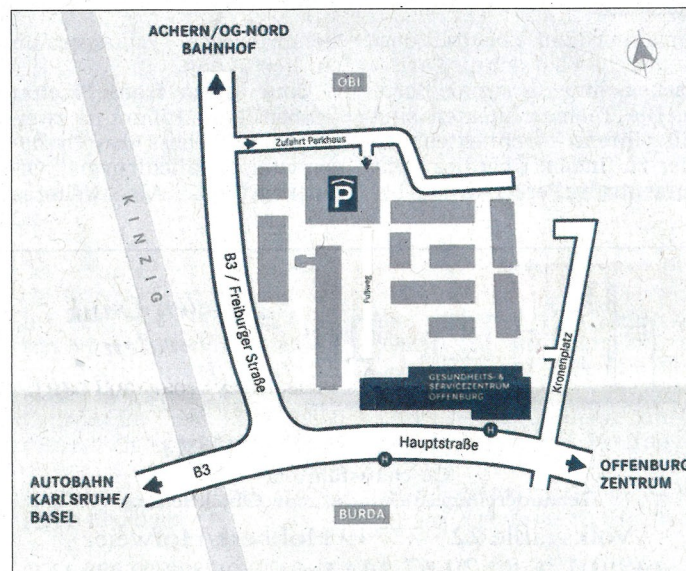 ACHERN/OG-NORD
BAHNHOF
OBI
Zufahrt Parkhaus
P
KINZIG
B3 / Freiburger Straße
Fußweg
Kronenplatz
GESUNDHEITS- &
SERVICEZENTRUM
OFFENBURG
H
Hauptstraße
H
B3
AUTOBAHN
KARLSRUHE/
BASEL
OFFENBURG
ZENTRUM
BURDA